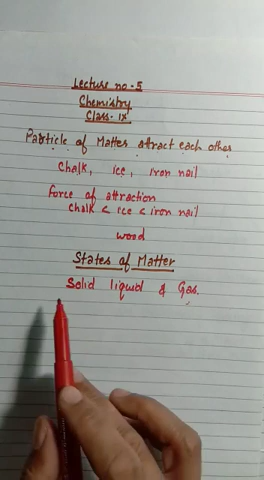 Lecture no-5
Chemistry
Class-IX
Particle of Matter attract each other
Chalk, ice, iron nail
Force of attraction
Chalk < ice < iron nail
wood
States of Matter
Solid liquid & Gas.